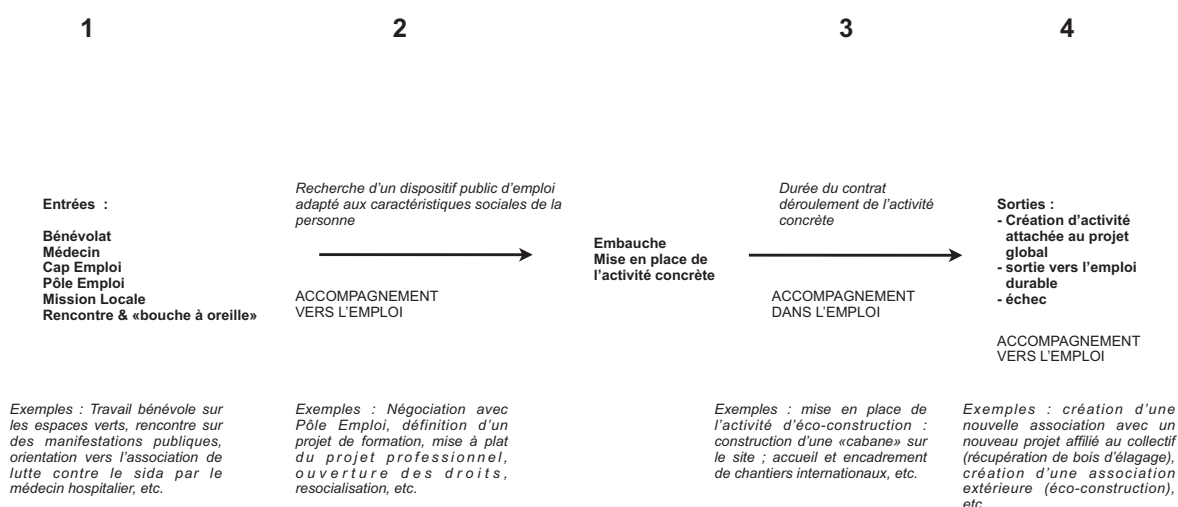 1
2
3
4
Entrées :
Bénévolat
Médecin
Cap Emploi
Pôle Emploi
Mission Locale
Rencontre & «bouche à oreille»
Recherche d'un dispositif public d'emploi
adapté aux caractéristiques sociales de la
personne
ACCOMPAGNEMENT
VERS L'EMPLOI
Embauche
Mise en place de
l'activité concrète
Durée du contrat
déroulement de l'activité
concrète
ACCOMPAGNEMENT
DANS L'EMPLOI
Sorties :
- Création d'activité
attachée au projet
global
- sortie vers l'emploi
durable
- échec
ACCOMPAGNEMENT
VERS L'EMPLOI
Exemples : Travail bénévole sur
les espaces verts, rencontre sur
des manifestations publiques,
orientation vers l'association de
lutte contre le sida par le
médecin hospitalier, etc.
Exemples : Négociation avec
Pôle Emploi, définition d'un
projet de formation, mise à plat
du projet professionnel,
ouverture des droits,
resocialisation, etc.
Exemples : mise en place de
l'activité d'éco-construction :
construction d'une «cabane» sur
le site ; accueil et encadrement
de chantiers internationaux, etc.
Exemples : création d'une
nouvelle association avec un
nouveau projet affilié au collectif
(récupération de bois d'élagage),
création d'une association
extérieure (éco-construction),
etc.